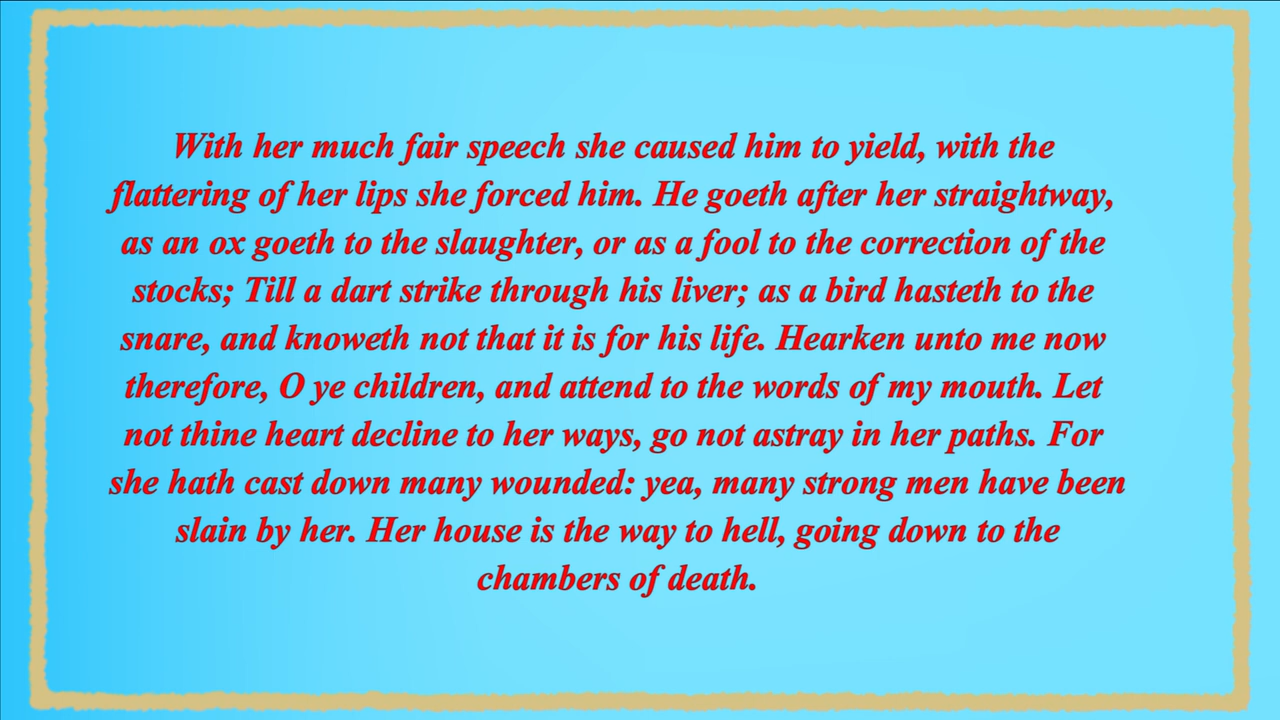 With her much fair speech she caused him to yield, with the
flattering of her lips she forced him. He goeth after her straightway,
as an ox goeth to the slaughter, or as a fool to the correction of the
stocks; Till a dart strike through his liver; as a bird hasteth to the
snare, and knoweth not that it is for his life. Hearken unto me now
therefore, O ye children, and attend to the words of my mouth. Let
not thine heart decline to her ways, go not astray in her paths. For
she hath cast down many wounded: yea, many strong men have been
slain by her. Her house is the way to hell, going down to the
chambers of death.